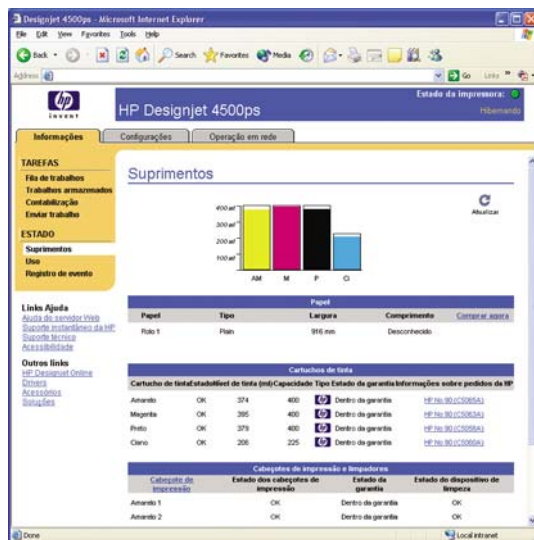 Designjet 4500ps - Microsoft Internet Explorer
File Edit View Favorites Tools Help
Back Search Favorites Media
Address Go Links »
hp
invent
HP Designjet 4500ps
Estado da impressora:
Hibernando
Informações Configurações Operação em rede
TAREFAS
Fila de trabalhos
Trabalhos armazenados
Contabilização
Enviar trabalho
ESTADO
Suprimentos
Uso
Registro de evento
Links Ajuda
Ajuda do servidor Web
Suporte instantâneo da HP
Suporte técnico
Acessibilidade
Outros links
HP Designjet Online
Drivers
Acessórios
Soluções
Suprimentos
Atualizar
400 ml
300 ml
200 ml
100 ml
AM M P Ci
Papel
Papel Tipo Largura Comprimento Comprar agora
Rolo 1 Plain 916 mm Desconhecido
Cartuchos de tinta
Cartucho de tinta Estado Nível de tinta (ml) Capacidade Tipo Estado da garantia Informações sobre pedidos da HP
Amarelo OK 374 400 hp Dentro da garantia HP No.90 (C5065A)
Magenta OK 395 400 hp Dentro da garantia
Preto OK 379 400 hp Dentro da garantia
Ciano OK 206 225 hp Dentro da garantia
Cabeçotes de impressão e limpadores
Cabeçote de impressão Estado dos cabeçotes de impressão Estado da garantia Estado do dispositivo de limpeza
Amarelo 1 OK Dentro da garantia OK
Amarelo 2 OK Dentro da garantia OK
Done Local intranet